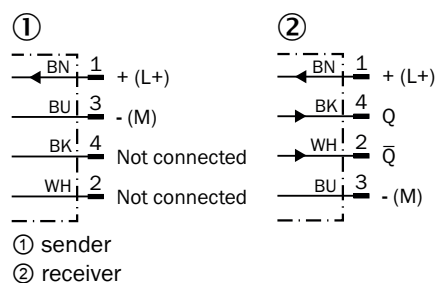 ① ②
BN 1 + (L+)
BU 3 - (M)
BK 4 Not connected
WH 2 Not connected
BN 1 + (L+)
BK 4 Q
WH 2 Q̅
BU 3 - (M)
① sender
② receiver